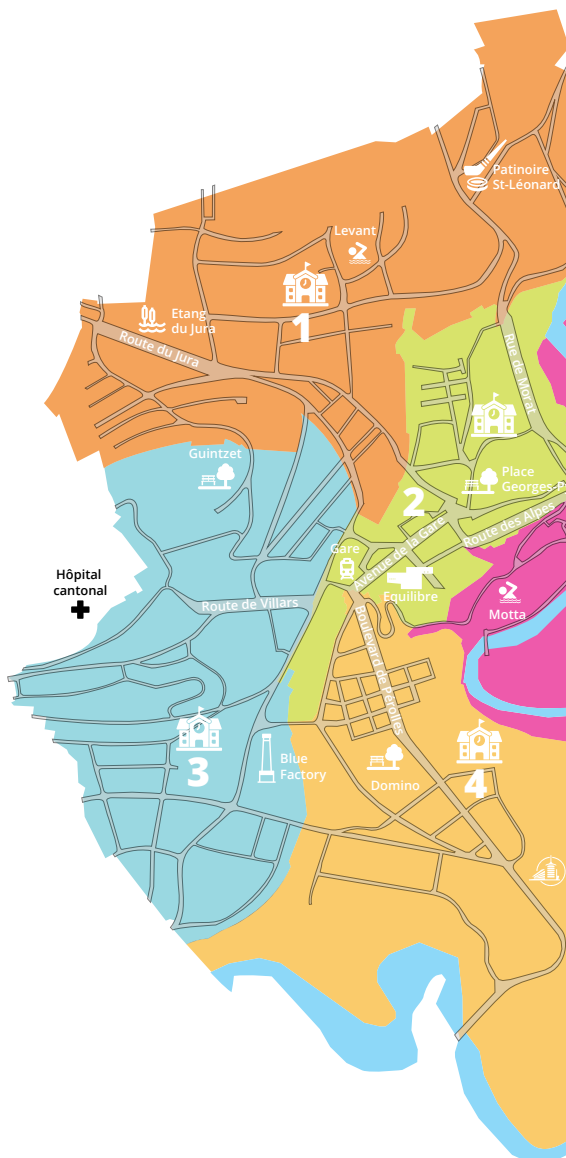 Patinoire
St-Léonard
Levant
1
Etang
du Jura
Route du Jura
Rue de Morat
Guintzet
Place
Georges-P
2
Route des Alpes
Avenue de la Gare
Gare
Equilibre
Hôpital
cantonal
Route de Villars
Motta
Boulevard de Pérolles
3
Blue
Factory
Domino
4